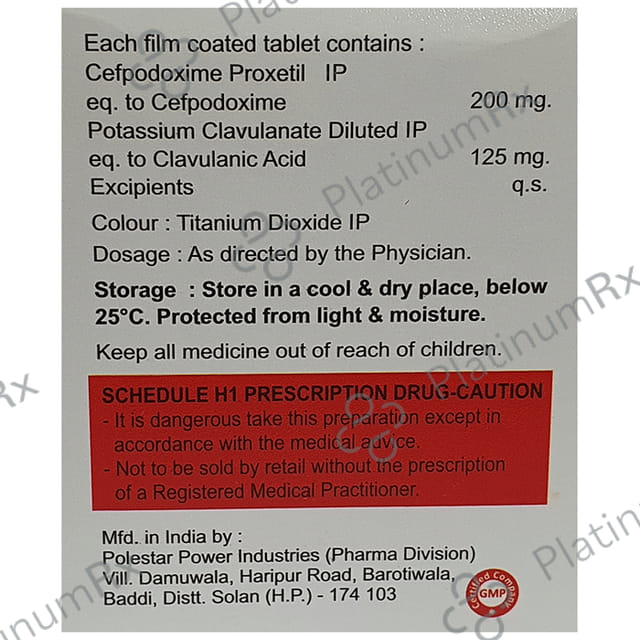 Each film coated tablet contains :
Cefpodoxime Proxetil IP
eq. to Cefpodoxime 200 mg.
Potassium Clavulanate Diluted IP
eq. to Clavulanic Acid 125 mg.
Excipients q.s.
Colour : Titanium Dioxide IP
Dosage : As directed by the Physician.
Storage : Store in a cool & dry place, below
25°C. Protected from light & moisture.
Keep all medicine out of reach of children.
SCHEDULE H1 PRESCRIPTION DRUG-CAUTION
- It is dangerous take this preparation except in
accordance with the medical advice.
- Not to be sold by retail without the prescription
of a Registered Medical Practitioner.
Mfd. in India by :
Polestar Power Industries (Pharma Division)
Vill. Damuwala, Haripur Road, Barotiwala,
Baddi, Distt. Solan (H.P.) - 174 103
Certified Company
GMP
PlatinumRx
PlatinumRx
PlatinumRx
PlatinumRx
Platinum
Rx